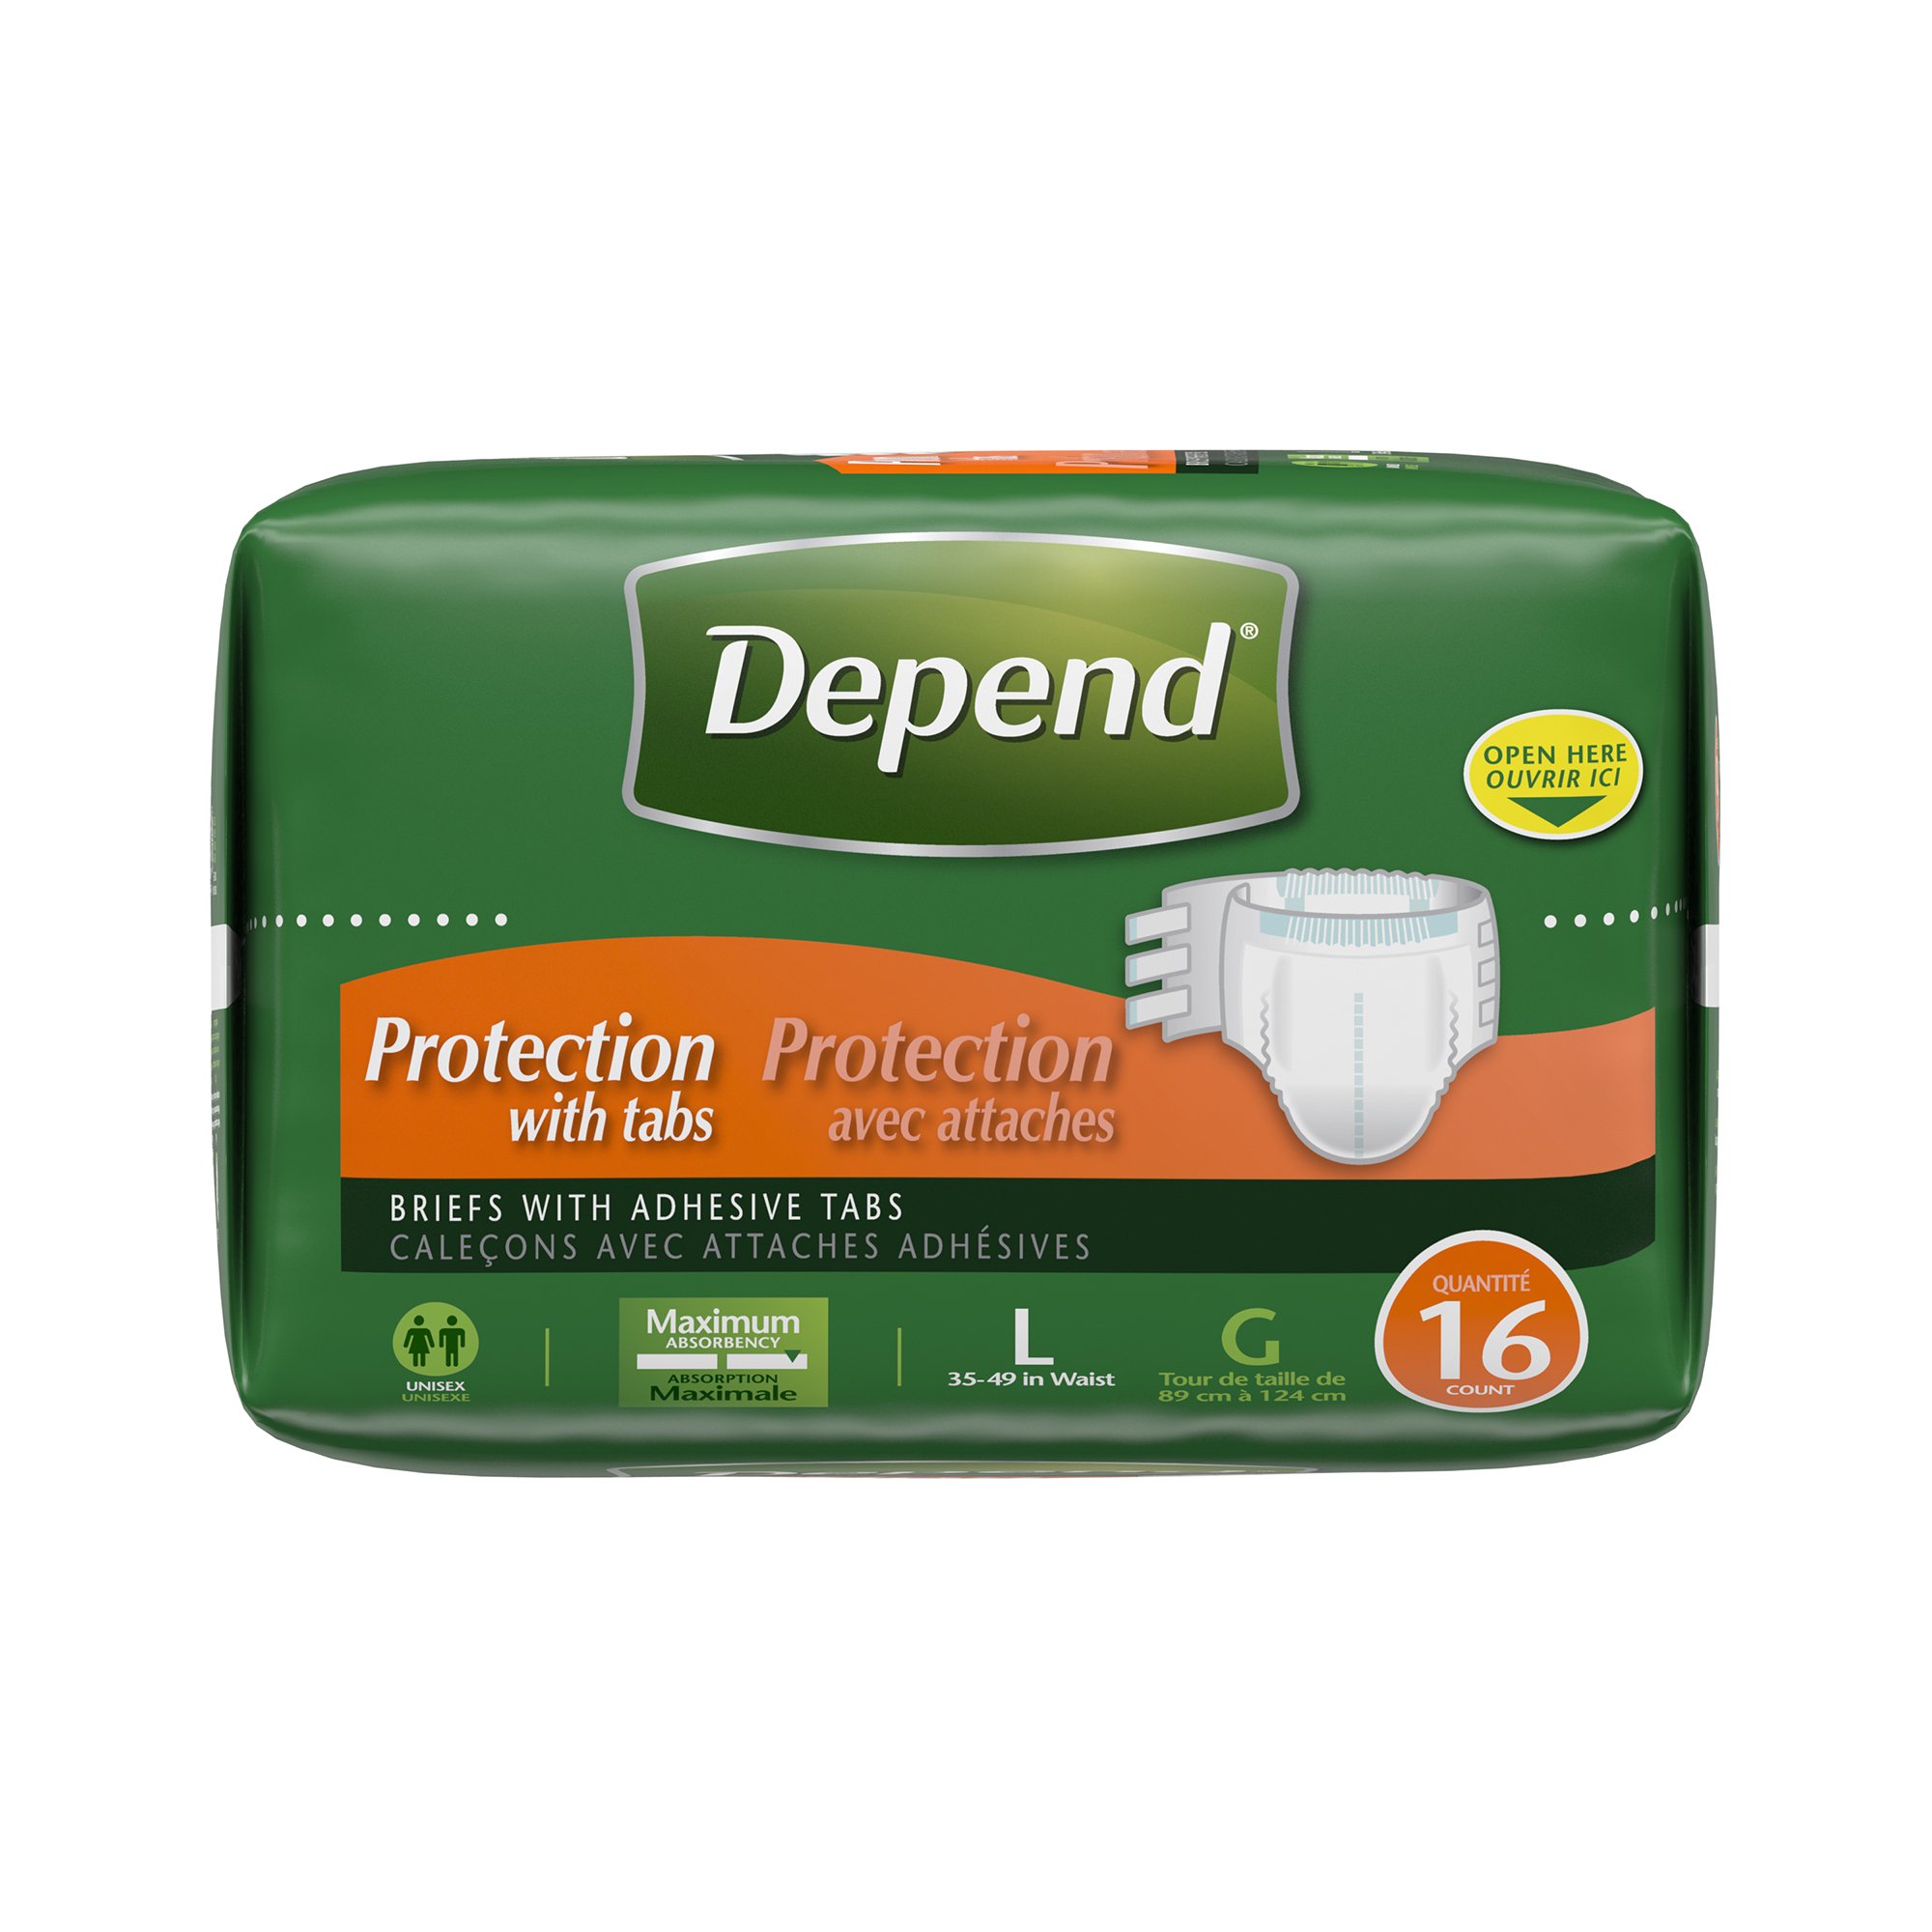 Depend®
OPEN HERE
OUVRIR ICI
Protection
with tabs
Protection
avec attaches
BRIEFS WITH ADHESIVE TABS
CALEÇONS AVEC ATTACHES ADHÉSIVES
UNISEX
UNISEXE
Maximum
ABSORBENCY
ABSORPTION
Maximale
L
35-49 in Waist
G
Tour de taille de
89 cm à 124 cm
QUANTITÉ
16
COUNT